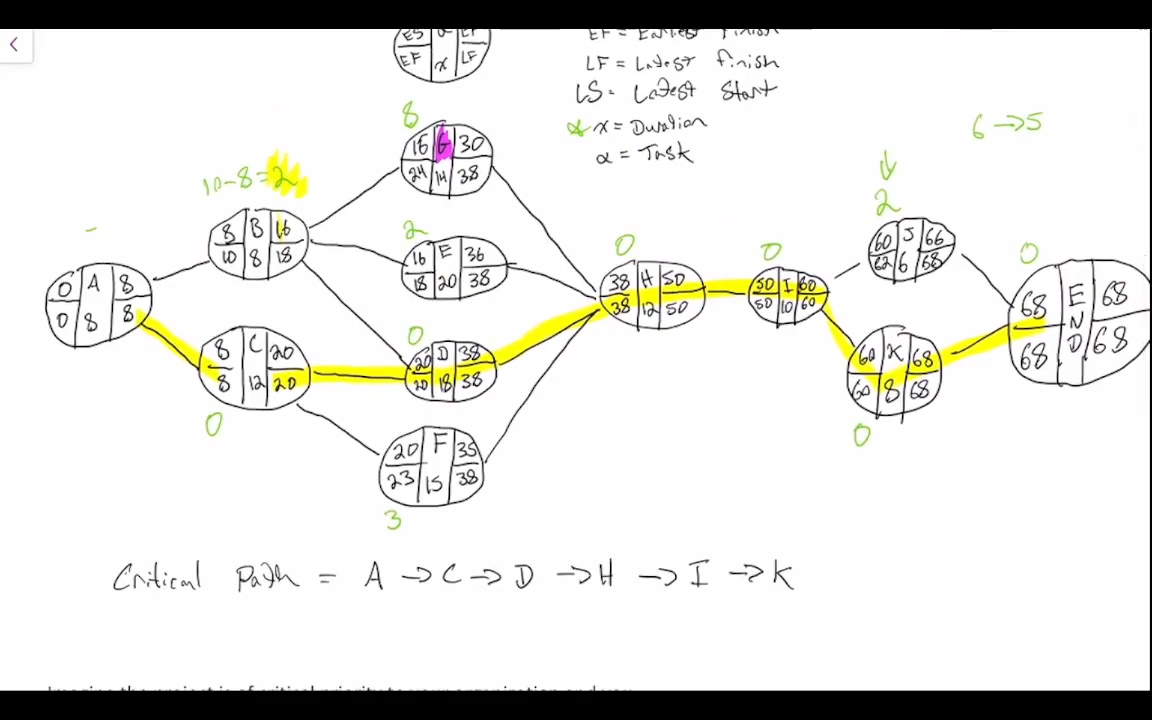 ES α EF
EF x LF
EF = Earliest finish
LF = Latest finish
LS = Latest Start
x = Duration
α = Task
6 → 5
8
16 G 30
24 14 38
10-8=2
8 B 16
10 8 18
2
16 E 36
18 20 38
0 A 8
0 8 8
0
38 H 50
38 12 50
0
50 I 60
50 10 60
2
60 J 66
62 6 68
0
68 END 68
68 68
8 C 20
8 12 20
0
0
20 D 38
20 18 38
60 K 68
60 8 68
0
20 F 35
23 15 38
3
Critical Path = A → C → D → H → I → K